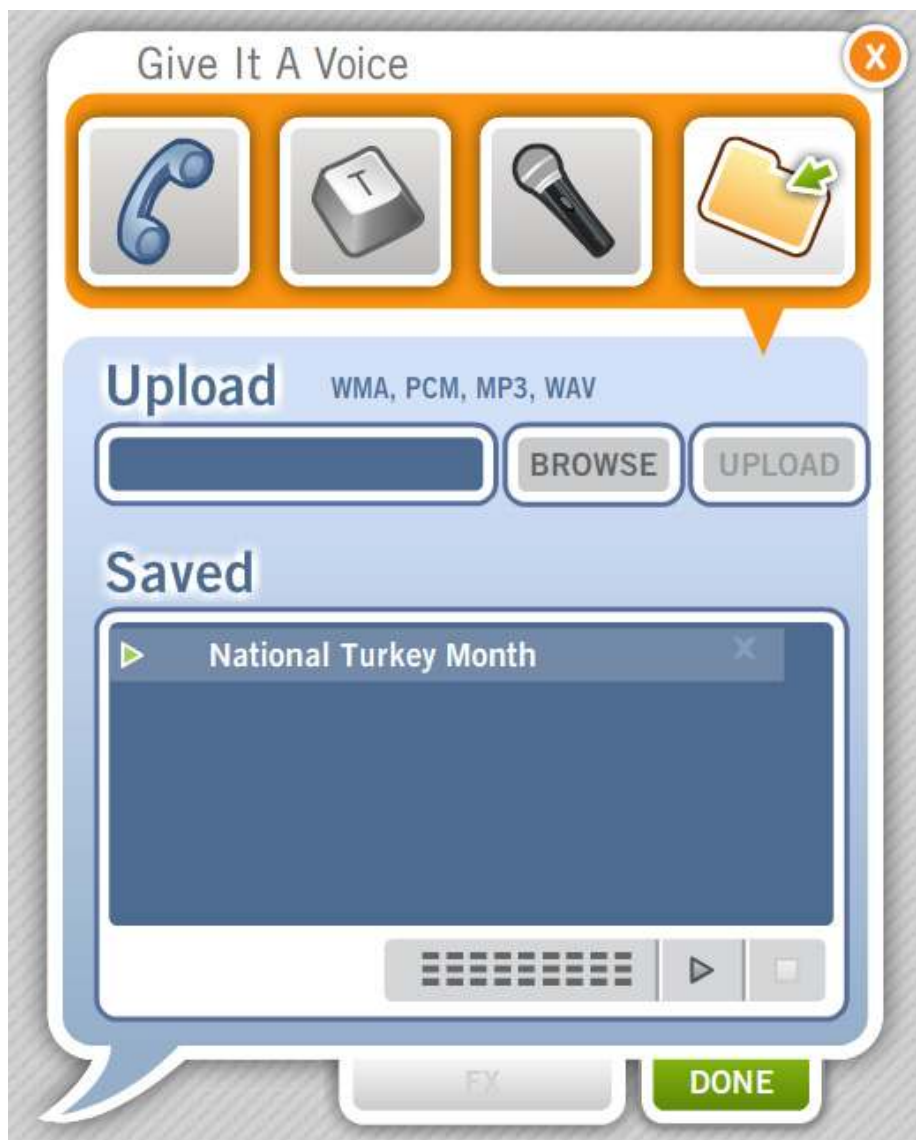 Give It A Voice
X
T
Upload WMA, PCM, MP3, WAV
BROWSE UPLOAD
Saved
National Turkey Month X
FX DONE